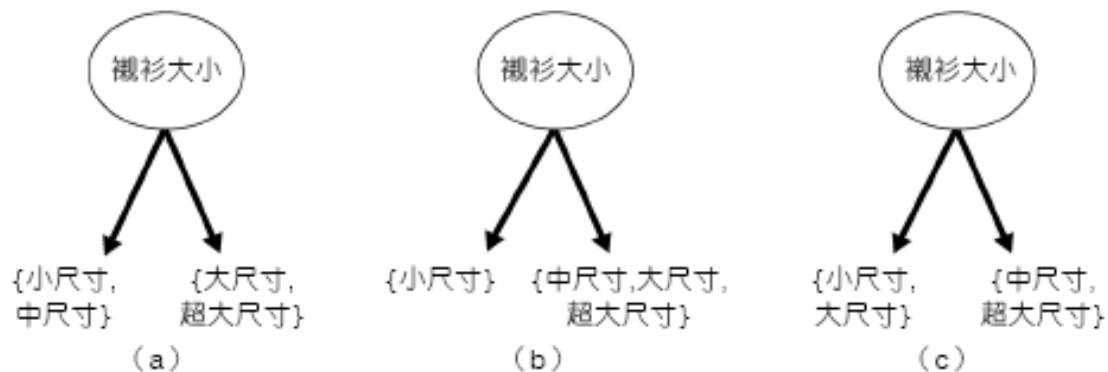 襯衫大小 襯衫大小 襯衫大小
{小尺寸, {大尺寸, {小尺寸} {中尺寸,大尺寸, {小尺寸, {中尺寸,
中尺寸} 超大尺寸} 超大尺寸} 大尺寸} 超大尺寸}
（a） （b） （c）